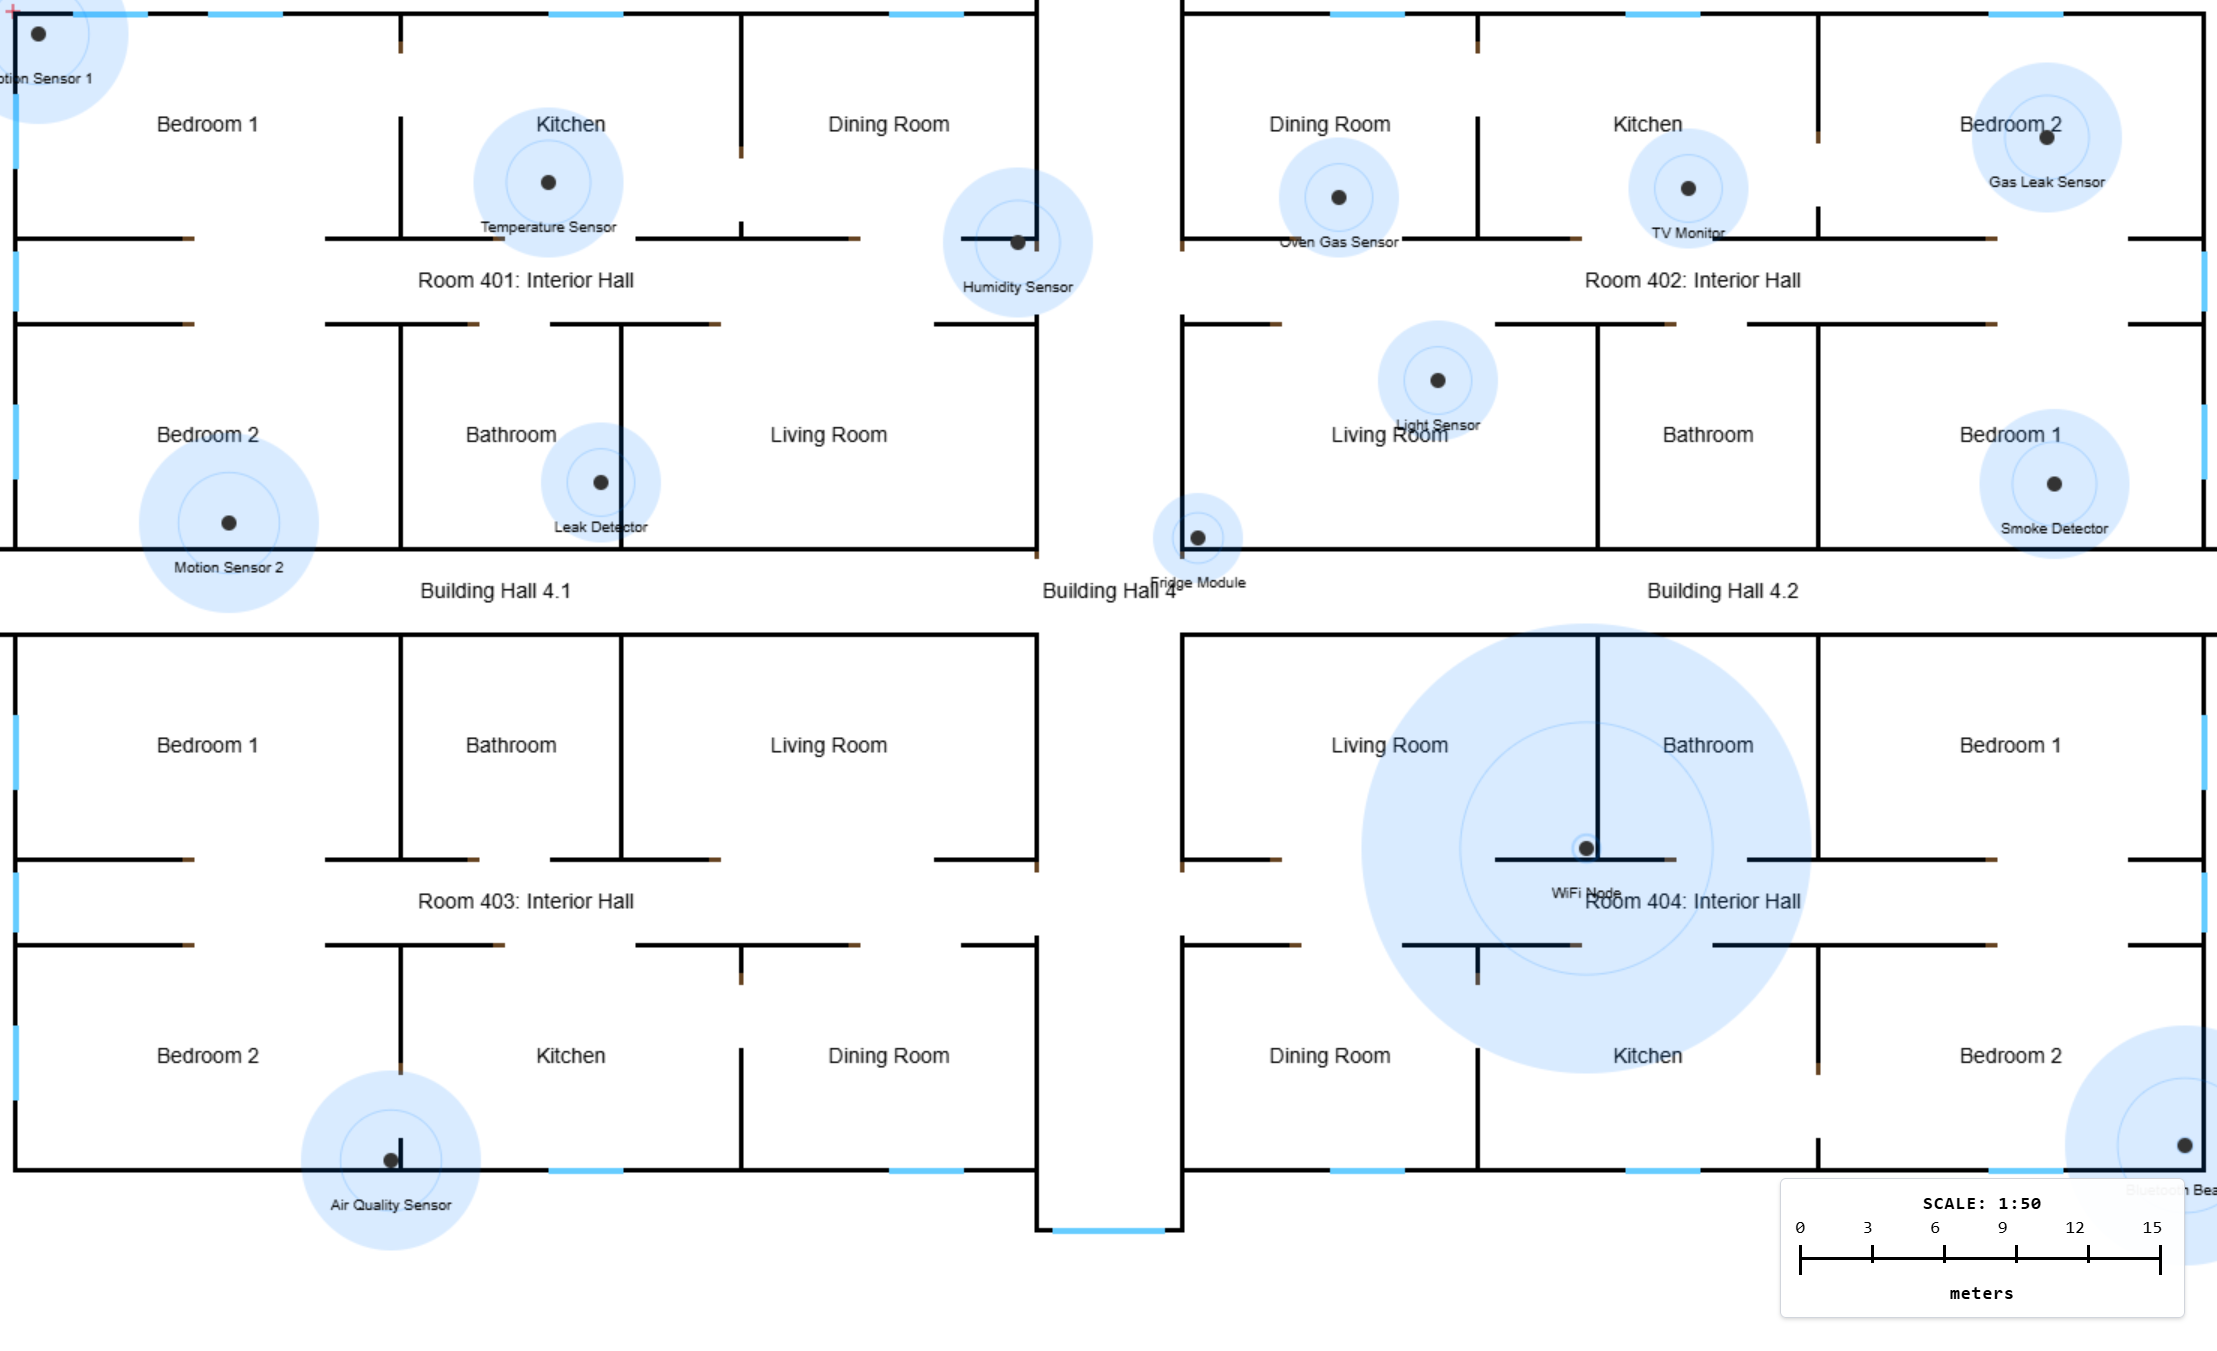 otion Sensor 1
Bedroom 1
Kitchen
Dining Room
Dining Room
Kitchen
Bedroom 2
Gas Leak Sensor
Temperature Sensor
TV Monitor
Oven Gas Sensor
Room 401: Interior Hall
Humidity Sensor
Room 402: Interior Hall
Light Sensor
Bedroom 2
Bathroom
Living Room
Living Room
Bathroom
Bedroom 1
Leak Detector
Smoke Detector
Motion Sensor 2
Fridge Module
Building Hall 4.1
Building Hall 4
Building Hall 4.2
Bedroom 1
Bathroom
Living Room
Living Room
Bathroom
Bedroom 1
WiFi Node
Room 403: Interior Hall
Room 404: Interior Hall
Bedroom 2
Kitchen
Dining Room
Dining Room
Kitchen
Bedroom 2
Bluetooth Bea
Air Quality Sensor
SCALE: 1:50
0 3 6 9 12 15
meters